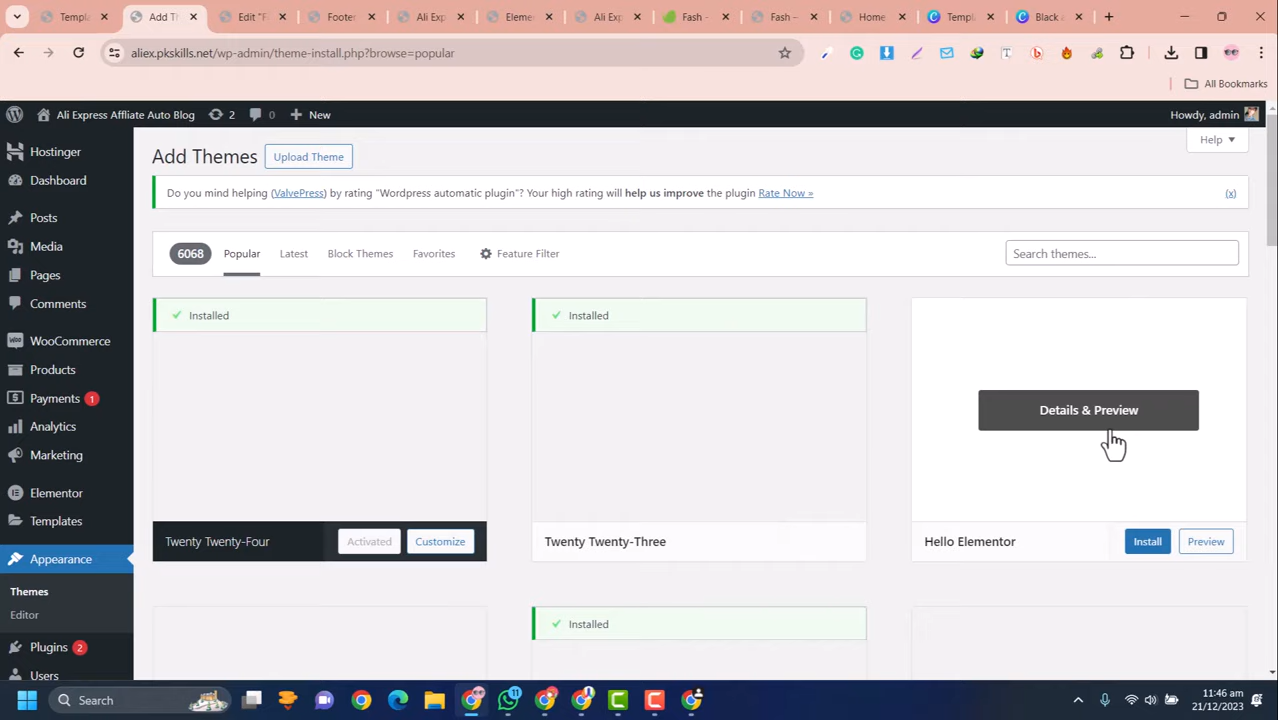 Templa
Add Th
Edit "F
Footer
Ali Exp
Eleme
Ali Exp
Fash -
Fash –
Home
Templ
Black a
aliex.pkskills.net/wp-admin/theme-install.php?browse=popular
All Bookmarks
Ali Express Affliate Auto Blog
2
0
New
Howdy, admin
Hostinger
Dashboard
Posts
Media
Pages
Comments
WooCommerce
Products
Payments 1
Analytics
Marketing
Elementor
Templates
Appearance
Themes
Editor
Plugins 2
Users
Help
Add Themes
Upload Theme
Do you mind helping (ValvePress) by rating "Wordpress automatic plugin"? Your high rating will help us improve the plugin Rate Now »
(x)
6068
Popular
Latest
Block Themes
Favorites
Feature Filter
Search themes...
Installed
Installed
Details & Preview
Twenty Twenty-Four
Activated
Customize
Twenty Twenty-Three
Hello Elementor
Install
Preview
Installed
Search
11
11:46 am
21/12/2023